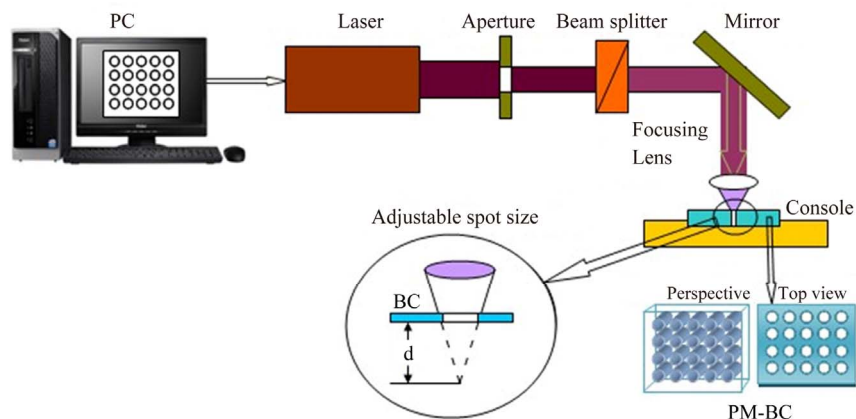 PC
Laser
Aperture
Beam splitter
Mirror
Focusing
Lens
Adjustable spot size
Console
BC
d
Perspective
Top view
PM-BC